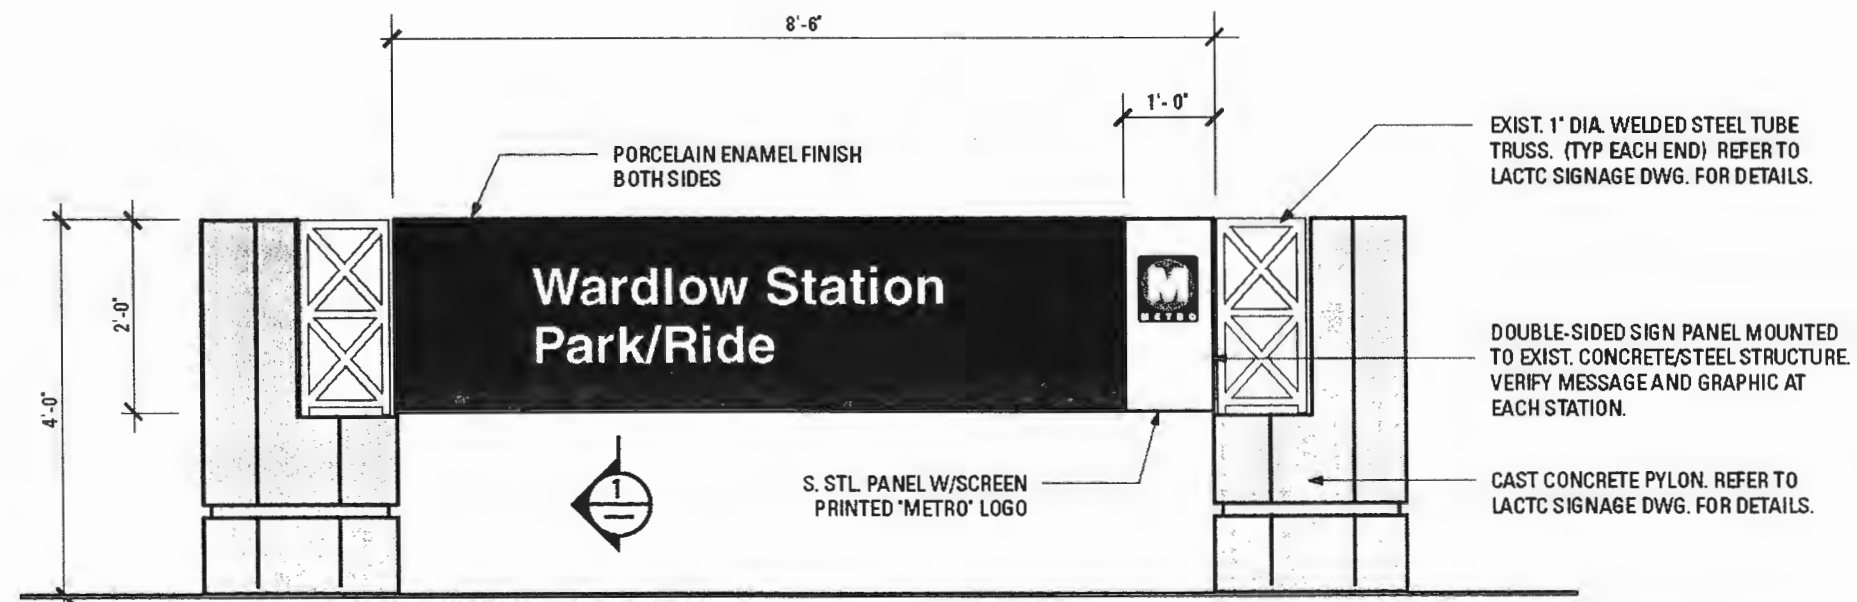 8'-6"
1'-0"
PORCELAIN ENAMEL FINISH
BOTH SIDES
EXIST. 1" DIA. WELDED STEEL TUBE
TRUSS. (TYP EACH END) REFER TO
LACTC SIGNAGE DWG. FOR DETAILS.
2'-0"
4'-0"
Wardlow Station
Park/Ride
M
METRO
DOUBLE-SIDED SIGN PANEL MOUNTED
TO EXIST. CONCRETE/STEEL STRUCTURE.
VERIFY MESSAGE AND GRAPHIC AT
EACH STATION.
S. STL. PANEL W/SCREEN
PRINTED "METRO" LOGO
1
CAST CONCRETE PYLON. REFER TO
LACTC SIGNAGE DWG. FOR DETAILS.